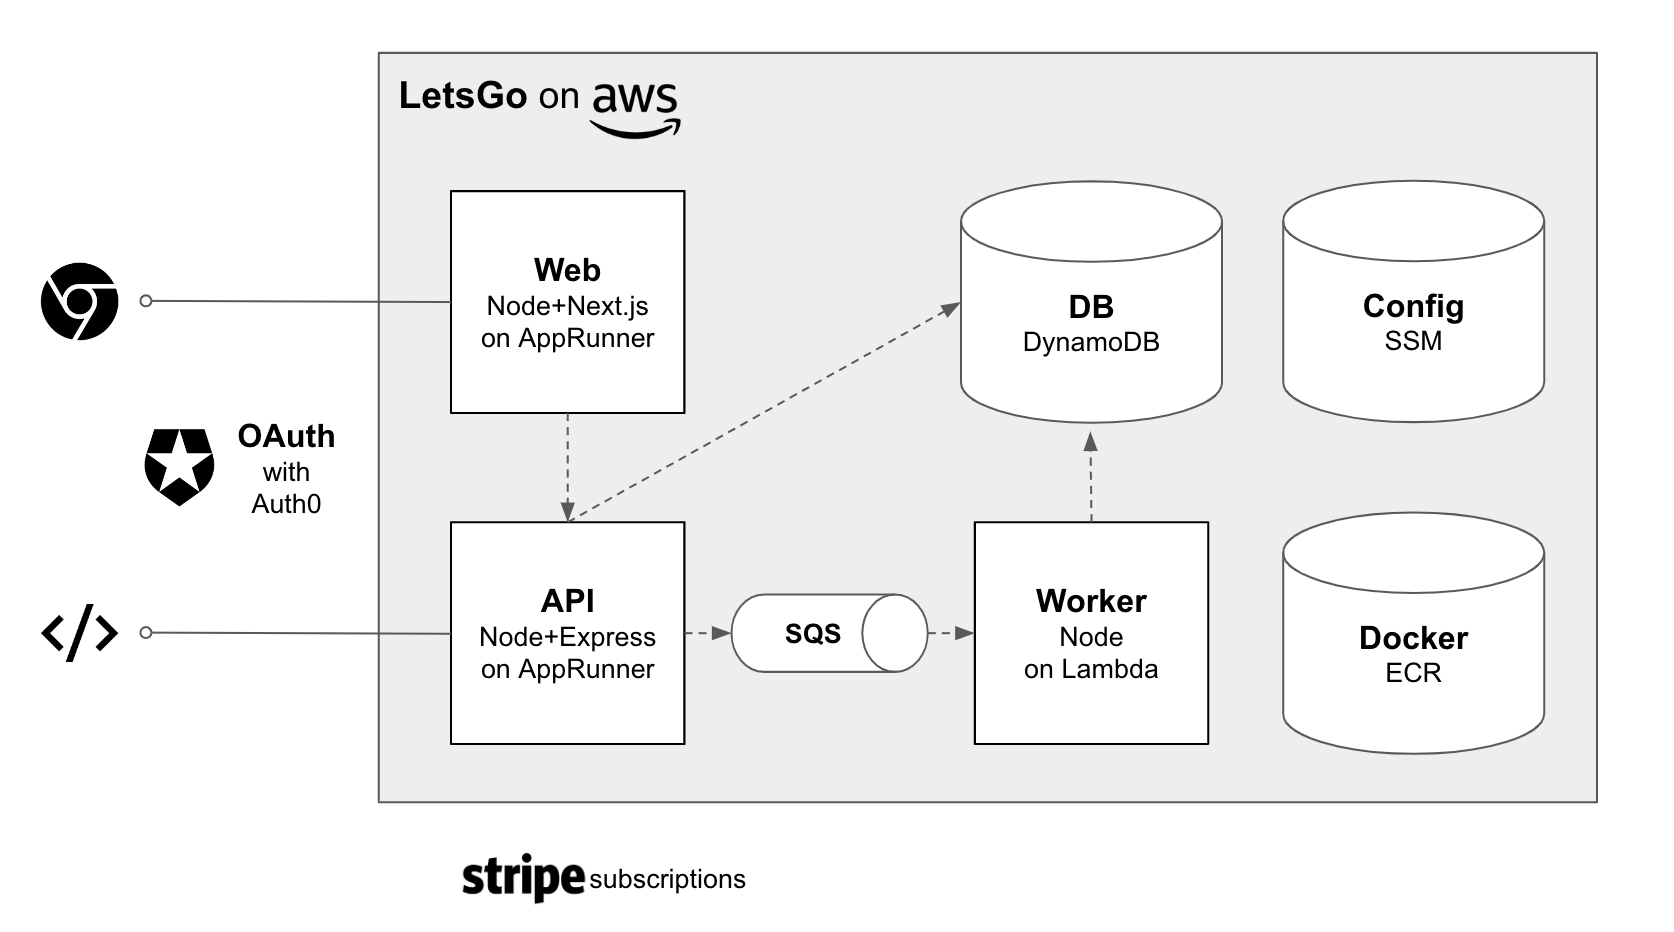 LetsGo on aws
Web
Node+Next.js
on AppRunner
DB
DynamoDB
Config
SSM
OAuth
with
Auth0
</>
API
Node+Express
on AppRunner
SQS
Worker
Node
on Lambda
Docker
ECR
stripe subscriptions